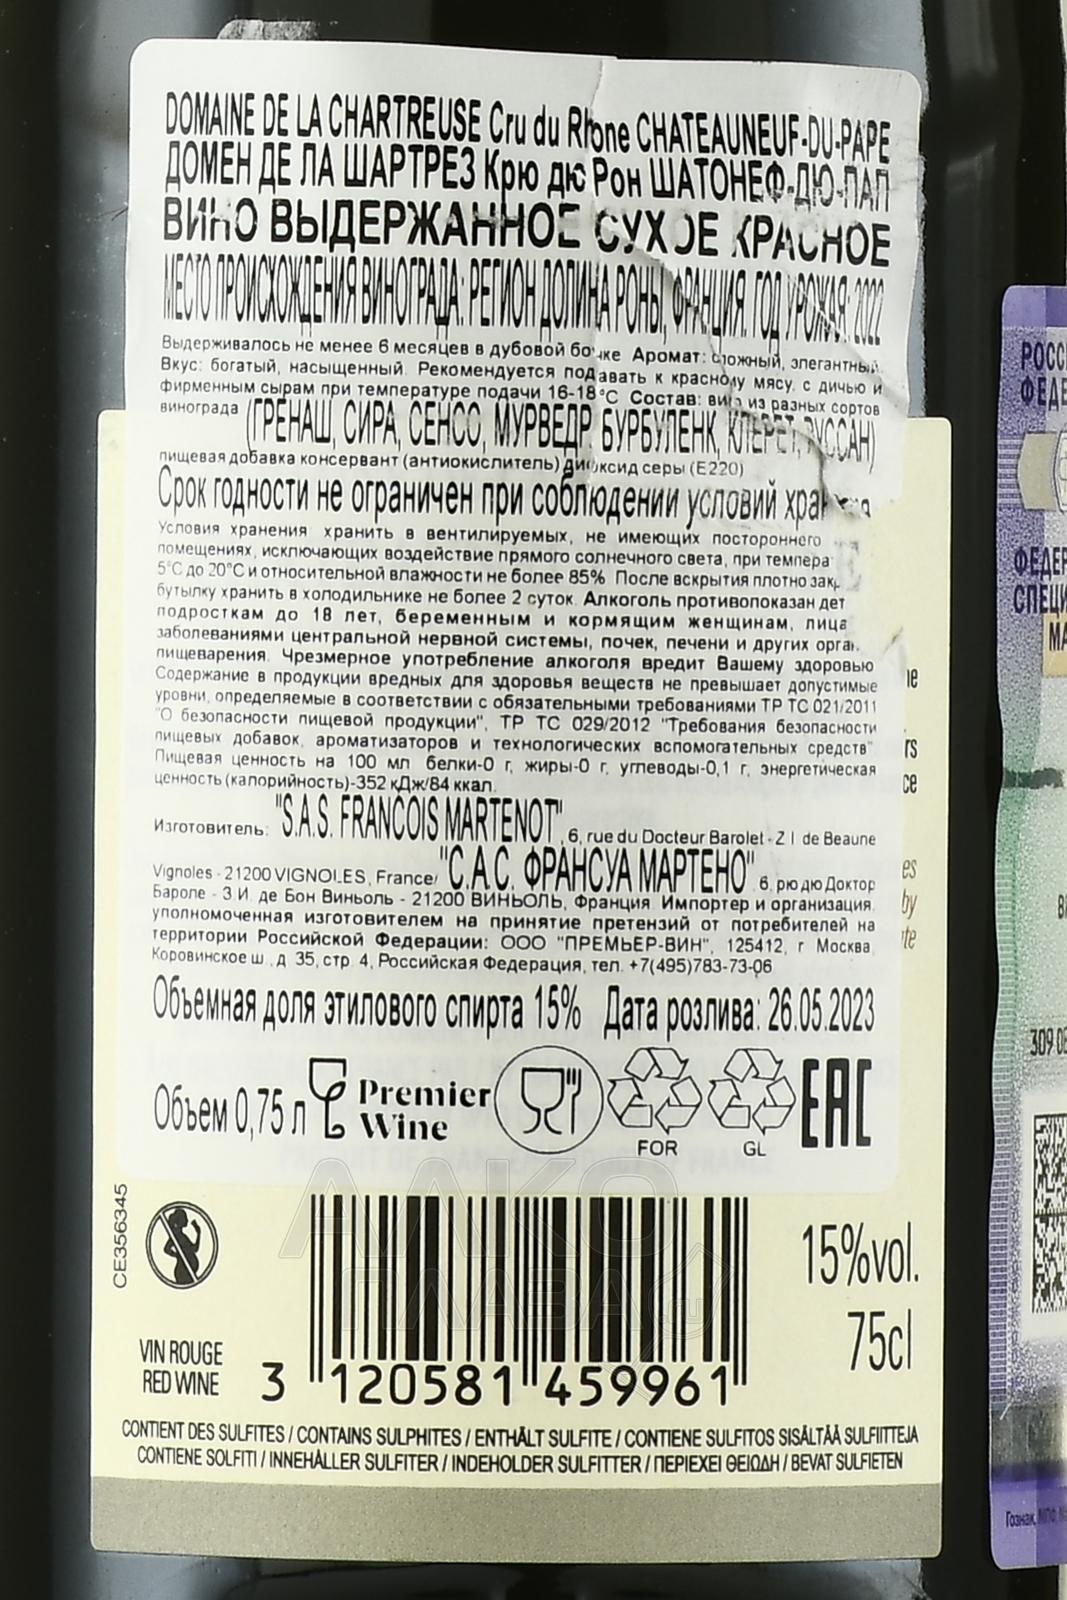 DOMAINE DE LA CHARTREUSE Cru du Rhone CHATEAUNEUF-DU-PAPE
ДОМЕН ДЕ ЛА ШАРТРЕЗ Крю дю Рон ШАТОНЕФ-ДЮ-ПАП
ВИНО ВЫДЕРЖАННОЕ СУХОЕ КРАСНОЕ
МЕСТО ПРОИСХОЖДЕНИЯ ВИНОГРАДА: РЕГИОН ДОЛИНА РОНЫ, ФРАНЦИЯ. ГОД УРОЖАЯ: 2022
Выдерживалось не менее 6 месяцев в дубовой бочке Аромат: сложный, элегантный.
Вкус: богатый, насыщенный. Рекомендуется подавать к красному мясу, с дичью и
фирменным сырам при температуре подачи 16-18°С Состав: вино из разных сортов
винограда (ГРЕНАШ, СИРА, СЕНСО, МУРВЕДР, БУРБУЛЕНК, КЛЕРЕТ, РУССАН)
пищевая добавка консервант (антиокислитель) диоксид серы (Е220)
Срок годности не ограничен при соблюдении условий хранения
Условия хранения хранить в вентилируемых, не имеющих постороннего
помещениях, исключающих воздействие прямого солнечного света, при темпера
5°С до 20°С и относительной влажности не более 85% После вскрытия плотно зак
бутылку хранить в холодильнике не более 2 суток. Алкоголь противопоказан дет
подросткам до 18 лет, беременным и кормящим женщинам, лица
заболеваниями центральной нервной системы, почек, печени и других орга
пищеварения. Чрезмерное употребление алкоголя вредит Вашему здоровью
Содержание в продукции вредных для здоровья веществ не превышает допустимые
уровни, определяемые в соответствии с обязательными требованиями ТР ТС 021/2011
"О безопасности пищевой продукции", ТР ТС 029/2012 "Требования безопасности
пищевых добавок, ароматизаторов и технологических вспомогательных средств"
Пищевая ценность на 100 мл белки-0 г, жиры-0 г, углеводы-0,1 г, энергетическая
ценность (калорийность)-352 кДж/84 ккал.
Изготовитель: "S.A.S. FRANCOIS MARTENOT", 6, rue du Docteur Barolet - Z I de Beaune
Vignoles - 21200 VIGNOLES, France/ "С.А.С. ФРАНСУА МАРТЕНО" 6, рю дю Доктор
Бароле - З.И. де Бон Виньоль - 21200 ВИНЬОЛЬ, Франция. Импортер и организация,
уполномоченная изготовителем на принятие претензий от потребителей на
территории Российской Федерации: ООО "ПРЕМЬЕР-ВИН", 125412, г Москва,
Коровинское ш., д 35, стр. 4, Российская Федерация, тел. +7(495)783-73-06
Объемная доля этилового спирта 15% Дата розлива: 26.05.2023
Объем 0,75 л Premier Wine FOR GL EAC
CE356345
15%vol.
75cl
VIN ROUGE
RED WINE
3 120581 459961
CONTIENT DES SULFITES / CONTAINS SULPHITES / ENTHÄLT SULFITE / CONTIENE SULFITOS SISÄLTÄÄ SULFIITTEJA
CONTIENE SOLFITI / INNEHÅLLER SULFITER / INDEHOLDER SULFITTER / ΠΕΡΙΕΧΕΙ ΘΕΙΩΔΗ / BEVAT SULFIETEN
АЛКО
ПЛАЗА.ru